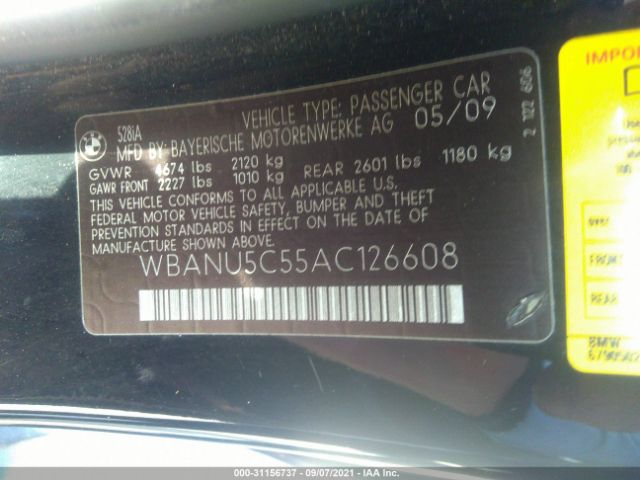 528iA
VEHICLE TYPE: PASSENGER CAR
MFD BY: BAYERISCHE MOTORENWERKE AG 05/09
GVWR 4674 lbs 2120 kg
GAWR FRONT 2227 lbs 1010 kg REAR 2601 lbs 1180 kg
THIS VEHICLE CONFORMS TO ALL APPLICABLE U.S.
FEDERAL MOTOR VEHICLE SAFETY, BUMPER AND THEFT
PREVENTION STANDARDS IN EFFECT ON THE DATE OF
MANUFACTURE SHOWN ABOVE.
WBANU5C55AC126608
2 122 606
IMPOR
REAR
BMW
000-31156737 - 09/07/2021 - IAA Inc.